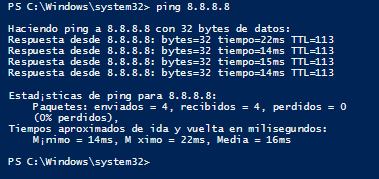 PS C:\Windows\system32> ping 8.8.8.8
Haciendo ping a 8.8.8.8 con 32 bytes de datos:
Respuesta desde 8.8.8.8: bytes=32 tiempo=22ms TTL=113
Respuesta desde 8.8.8.8: bytes=32 tiempo=14ms TTL=113
Respuesta desde 8.8.8.8: bytes=32 tiempo=15ms TTL=113
Respuesta desde 8.8.8.8: bytes=32 tiempo=14ms TTL=113
Estad¡sticas de ping para 8.8.8.8:
Paquetes: enviados = 4, recibidos = 4, perdidos = 0
(0% perdidos),
Tiempos aproximados de ida y vuelta en milisegundos:
M¡nimo = 14ms, M ximo = 22ms, Media = 16ms
PS C:\Windows\system32>